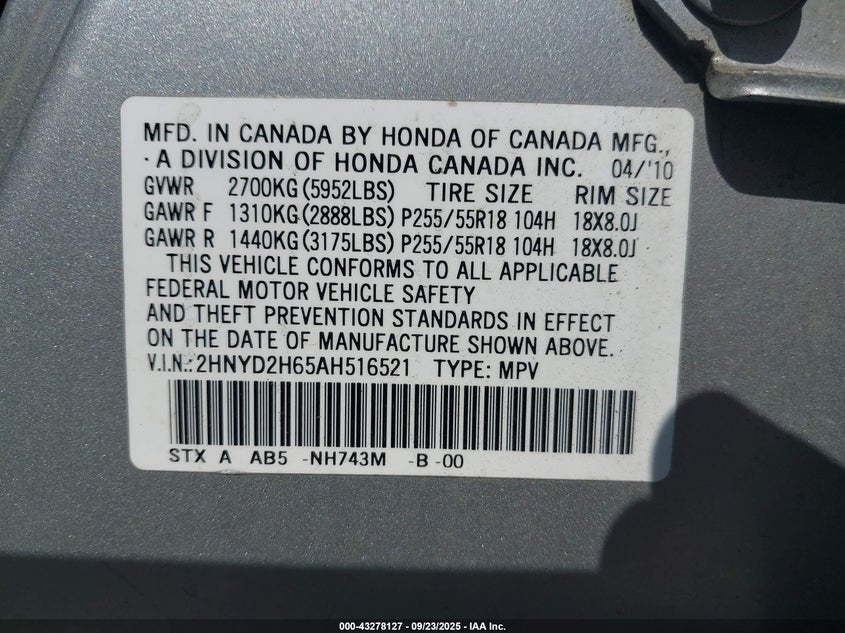 MFD. IN CANADA BY HONDA OF CANADA MFG.,
· A DIVISION OF HONDA CANADA INC. 04/'10
GVWR 2700KG(5952LBS) TIRE SIZE RIM SIZE
GAWR F 1310KG(2888LBS) P255/55R18 104H 18X8.0J
GAWR R 1440KG(3175LBS) P255/55R18 104H 18X8.0J
THIS VEHICLE CONFORMS TO ALL APPLICABLE
FEDERAL MOTOR VEHICLE SAFETY
AND THEFT PREVENTION STANDARDS IN EFFECT
ON THE DATE OF MANUFACTURE SHOWN ABOVE.
V.I.N.: 2HNYD2H65AH516521 TYPE: MPV
STX A AB5 -NH743M -B -00
000-43278127 - 09/23/2025 - IAA Inc.